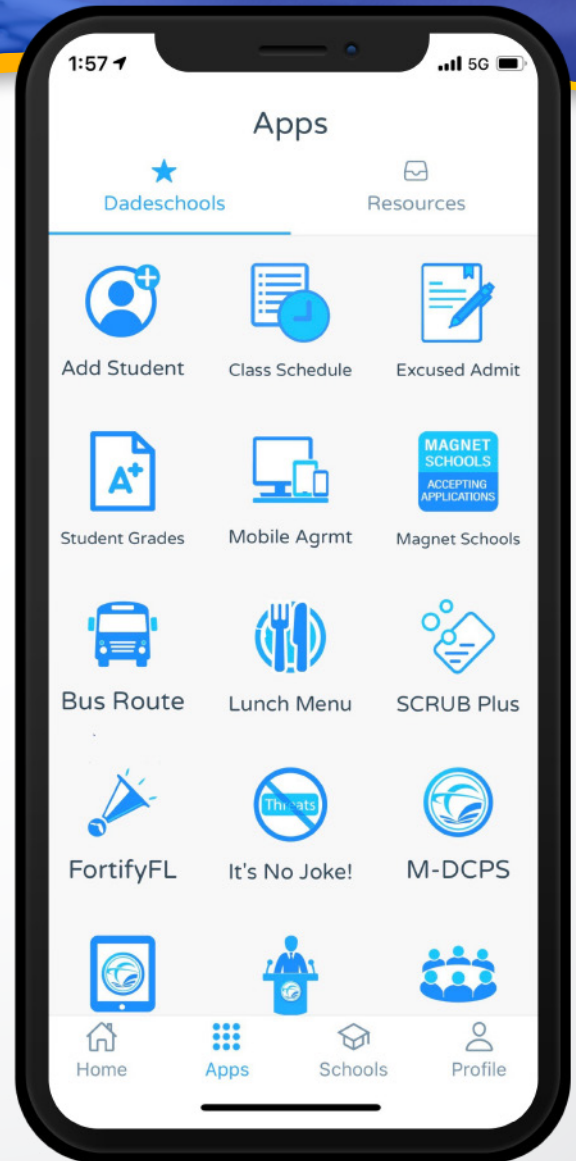 1:57
5G
Apps
Dadeschools
Resources
Add Student
Class Schedule
Excused Admit
A+
Student Grades
Mobile Agrmt
MAGNET
SCHOOLS
ACCEPTING
APPLICATIONS
Magnet Schools
Bus Route
Lunch Menu
SCRUB Plus
Threats
FortifyFL
It's No Joke!
M-DCPS
Home
Apps
Schools
Profile